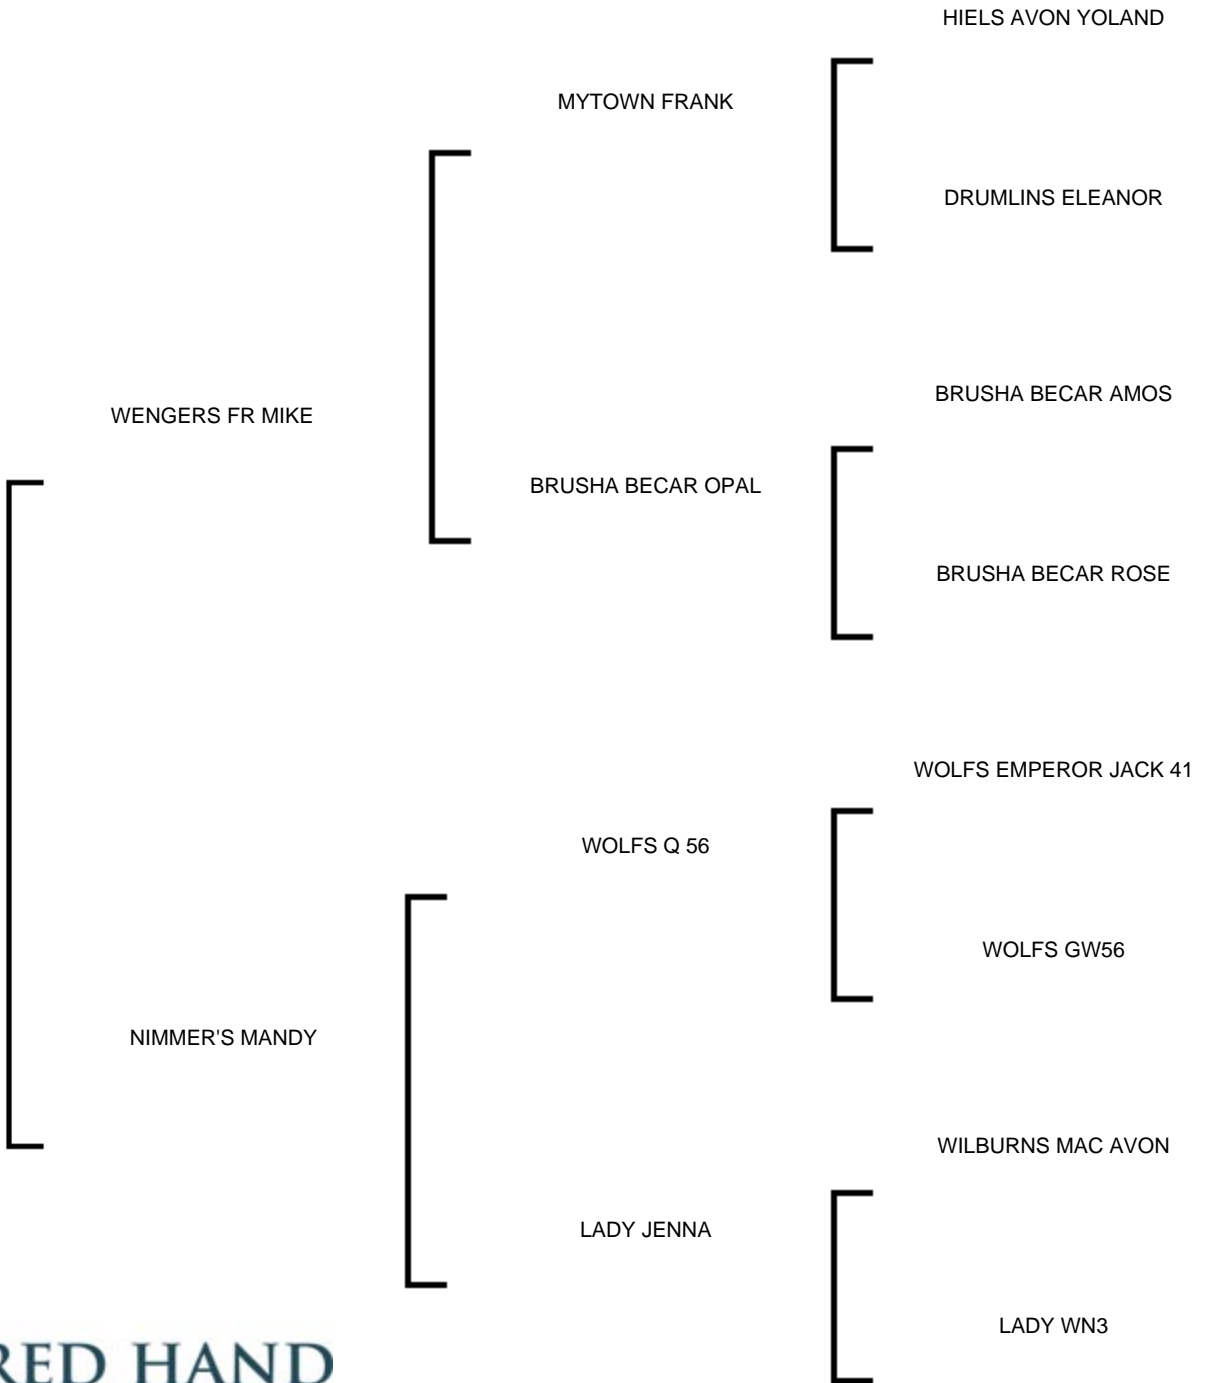 HIELS AVON YOLAND
MYTOWN FRANK
DRUMLINS ELEANOR
BRUSHA BECAR AMOS
WENGERS FR MIKE
BRUSHA BECAR OPAL
BRUSHA BECAR ROSE
WOLFS EMPEROR JACK 41
WOLFS Q 56
WOLFS GW56
NIMMER'S MANDY
WILBURNS MAC AVON
LADY JENNA
LADY WN3
RED HAND